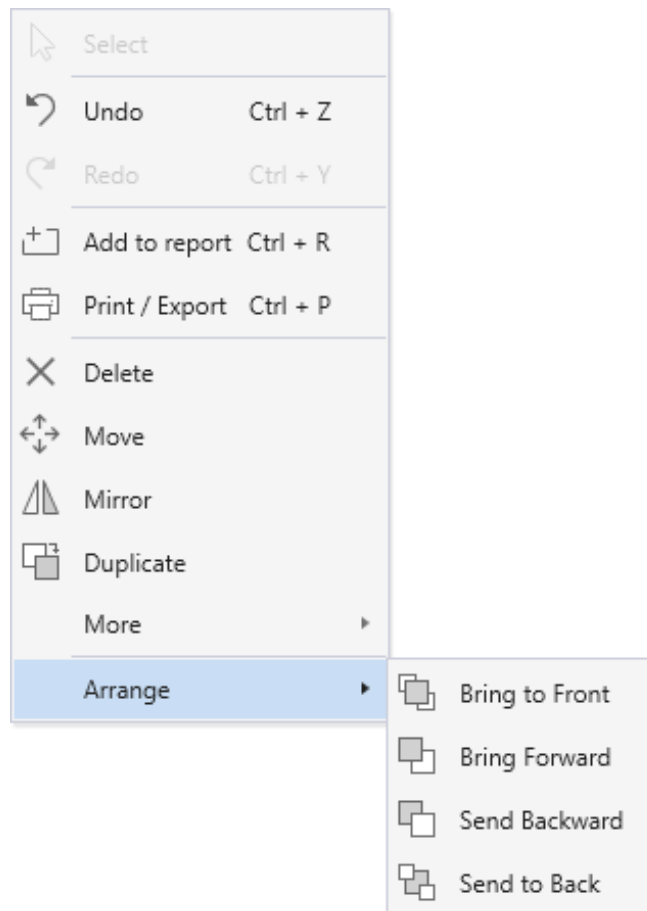 Select
Undo Ctrl + Z
Redo Ctrl + Y
Add to report Ctrl + R
Print / Export Ctrl + P
Delete
Move
Mirror
Duplicate
More
Arrange
Bring to Front
Bring Forward
Send Backward
Send to Back